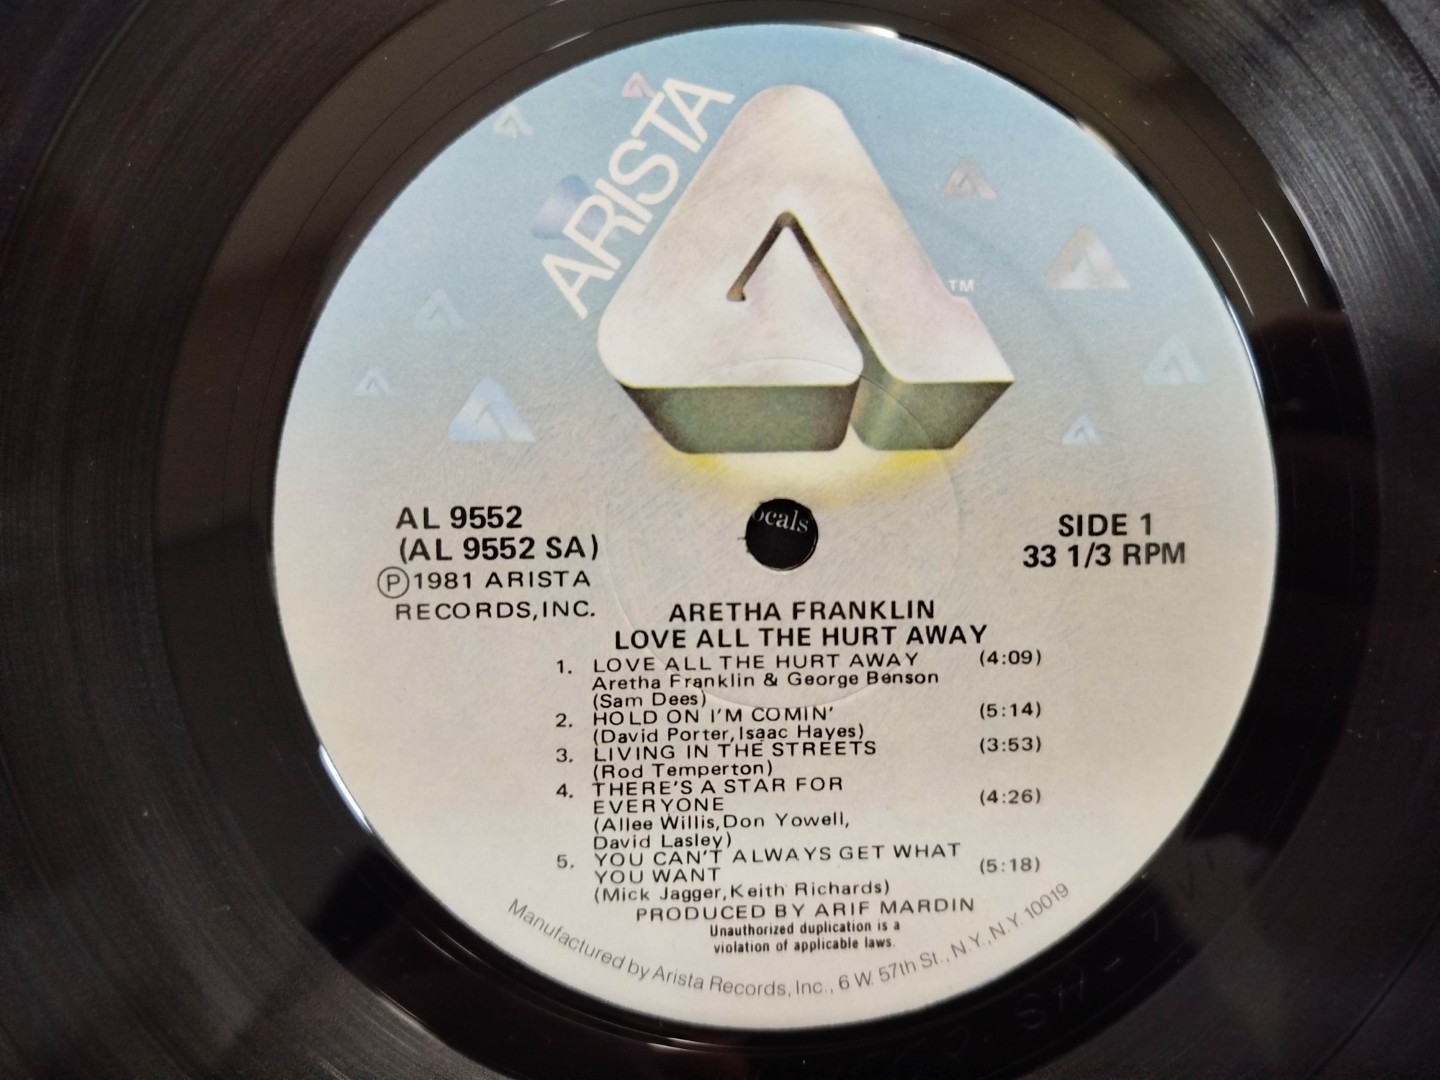 ARISTA
TM
AL 9552
(AL 9552 SA)
Ⓟ1981 ARISTA
RECORDS,INC.
ocals
SIDE 1
33 1/3 RPM
ARETHA FRANKLIN
LOVE ALL THE HURT AWAY
1. LOVE ALL THE HURT AWAY (4:09)
Aretha Franklin & George Benson
(Sam Dees)
2. HOLD ON I'M COMIN' (5:14)
(David Porter,Isaac Hayes)
3. LIVING IN THE STREETS (3:53)
(Rod Temperton)
4. THERE'S A STAR FOR
EVERYONE (4:26)
(Allee Willis,Don Yowell,
David Lasley)
5. YOU CAN'T ALWAYS GET WHAT
YOU WANT (5:18)
(Mick Jagger,Keith Richards)
PRODUCED BY ARIF MARDIN
Unauthorized duplication is a
violation of applicable laws.
Manufactured by Arista Records, Inc., 6 W. 57th St., N.Y., N.Y. 10019